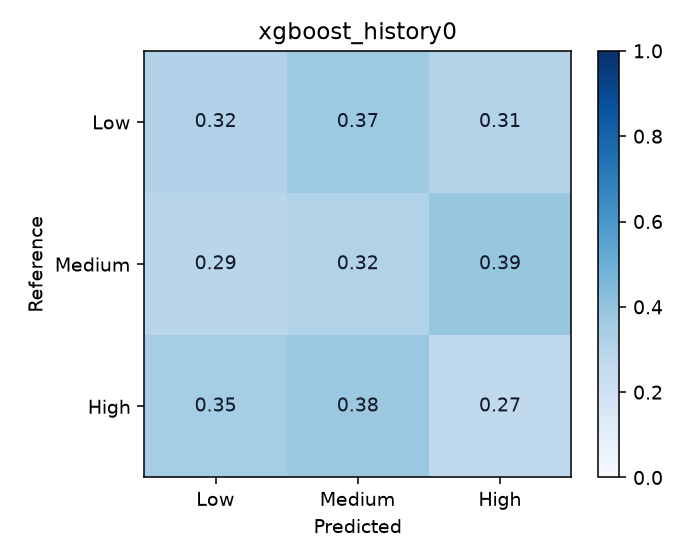 xgboost_history0
1.0
Low 0.32 0.37 0.31
0.8
0.6
Reference
Medium 0.29 0.32 0.39
0.4
High 0.35 0.38 0.27
0.2
0.0
Low Medium High
Predicted